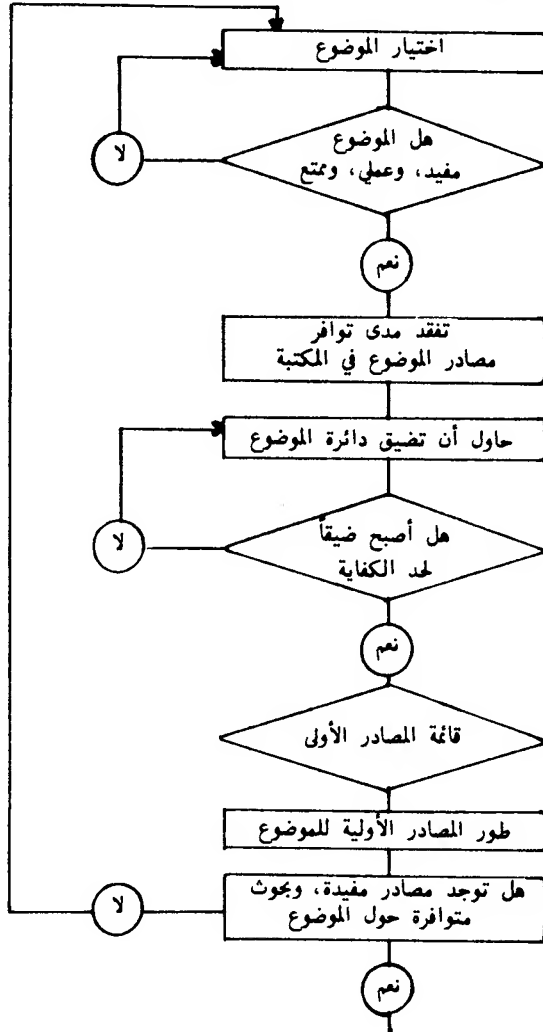 اختيار الموضوع
هل الموضوع
مفيد، وعملي، وممتع
لا
نعم
تفقد مدى توافر
مصادر الموضوع في المكتبة
حاول أن تضيق دائرة الموضوع
هل أصبح ضيقاً
لحد الكفاية
لا
نعم
قائمة المصادر الأولى
طور المصادر الأولية للموضوع
هل توجد مصادر مفيدة، وبحوث
متوافرة حول الموضوع
لا
نعم